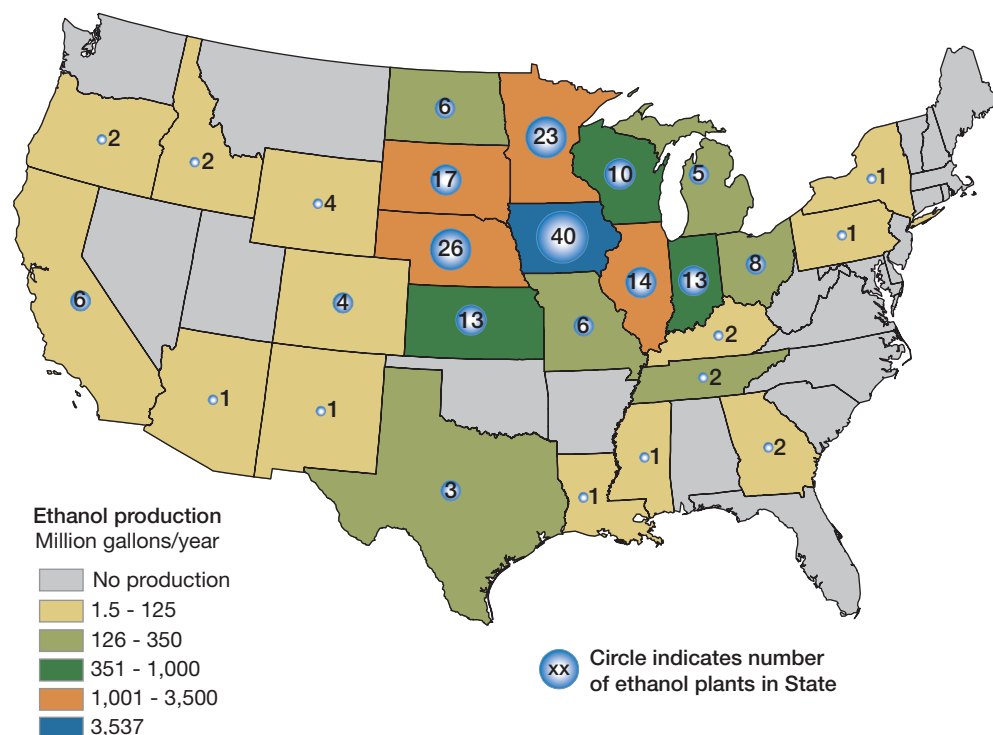 6
23
2
17
10
5
2
1
4
26
40
1
8
6
4
14
13
13
6
2
2
1
1
1
2
3
1
Ethanol production
Million gallons/year
No production
1.5 - 125
126 - 350
351 - 1,000
1,001 - 3,500
3,537
xx
Circle indicates number
of ethanol plants in State